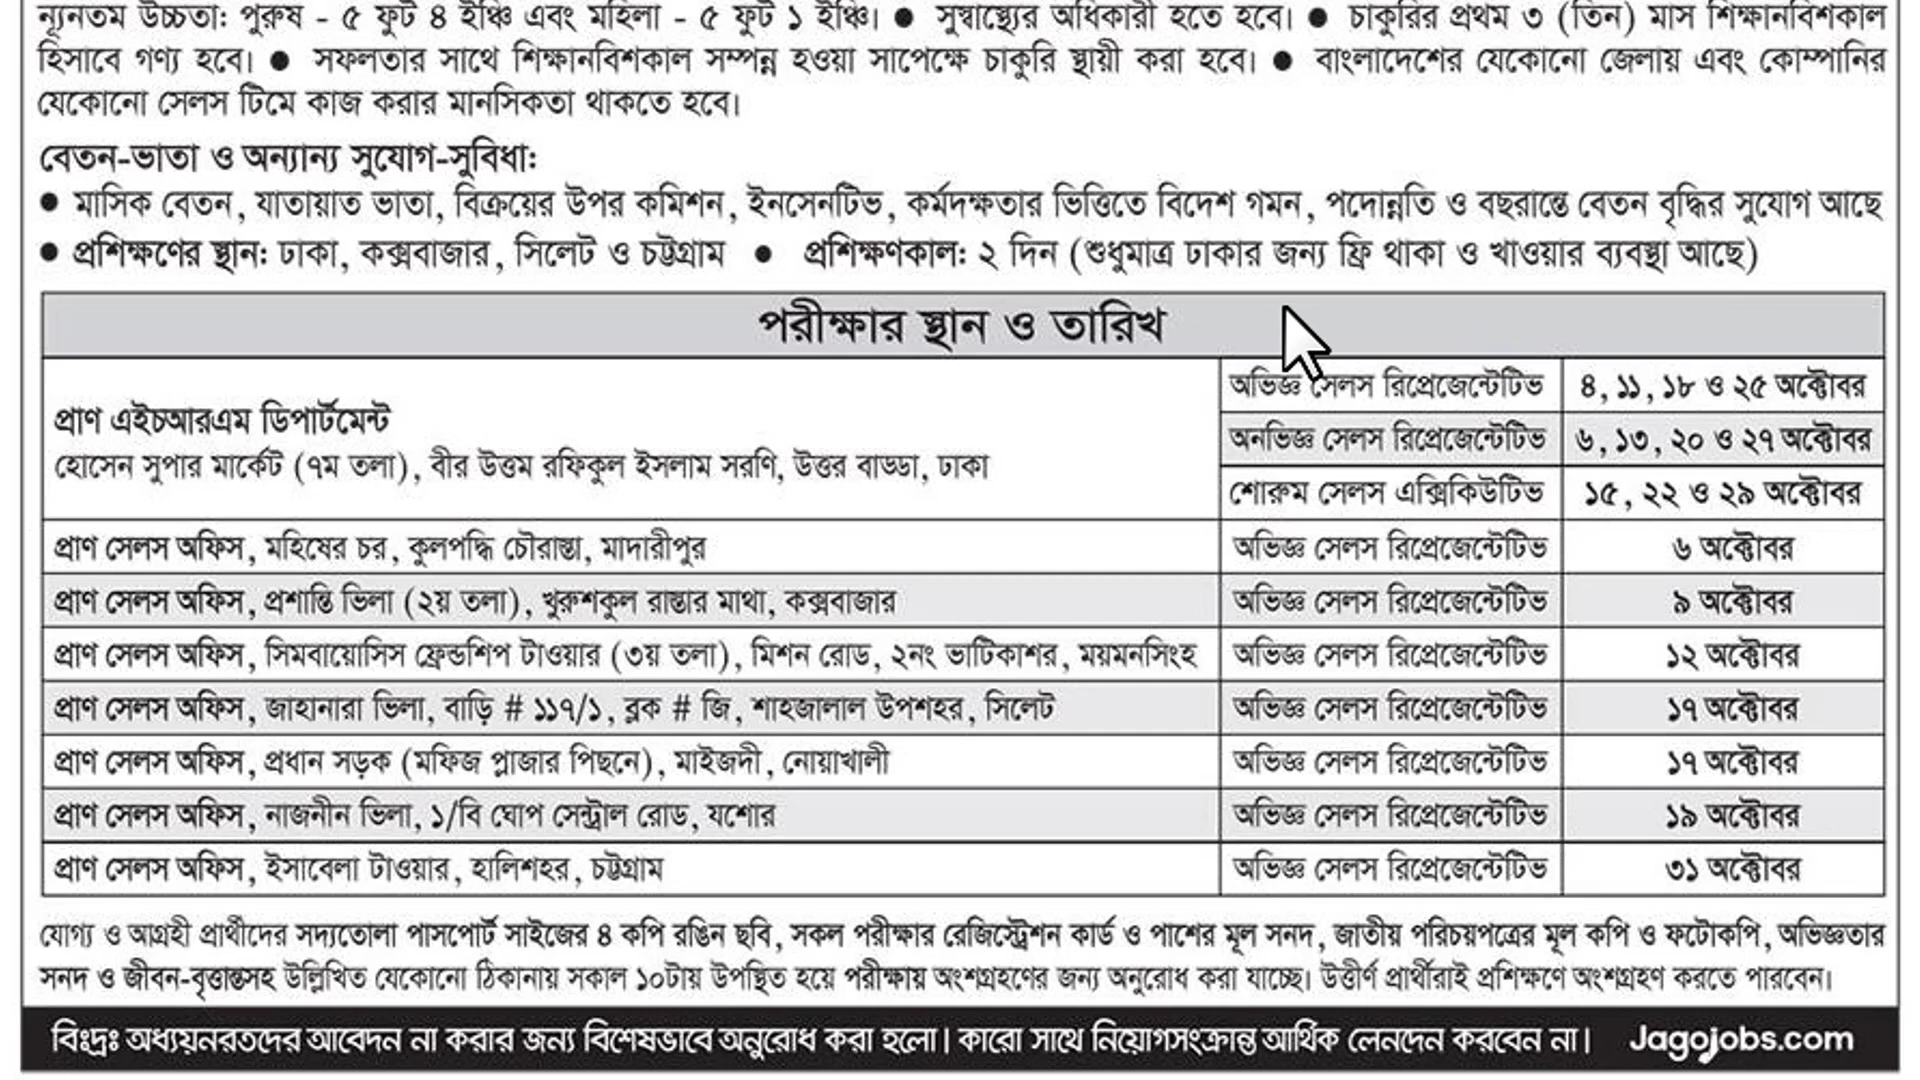 ন্যূনতম উচ্চতা: পুরুষ - ৫ ফুট ৪ ইঞ্চি এবং মহিলা - ৫ ফুট ১ ইঞ্চি। ● সুস্বাস্থ্যের অধিকারী হতে হবে। ● চাকুরির প্রথম ৩ (তিন) মাস শিক্ষানবিশকাল
হিসাবে গণ্য হবে। ● সফলতার সাথে শিক্ষানবিশকাল সম্পন্ন হওয়া সাপেক্ষে চাকুরি স্থায়ী করা হবে। ● বাংলাদেশের যেকোনো জেলায় এবং কোম্পানির
যেকোনো সেলস টিমে কাজ করার মানসিকতা থাকতে হবে।
বেতন-ভাতা ও অন্যান্য সুযোগ-সুবিধা:
● মাসিক বেতন, যাতায়াত ভাতা, বিক্রয়ের উপর কমিশন, ইনসেনটিভ, কর্মদক্ষতার ভিত্তিতে বিদেশ গমন, পদোন্নতি ও বছরান্তে বেতন বৃদ্ধির সুযোগ আছে
● প্রশিক্ষণের স্থান: ঢাকা, কক্সবাজার, সিলেট ও চট্টগ্রাম ● প্রশিক্ষণকাল: ২ দিন (শুধুমাত্র ঢাকার জন্য ফ্রি থাকা ও খাওয়ার ব্যবস্থা আছে)
পরীক্ষার স্থান ও তারিখ
প্রাণ এইচআরএম ডিপার্টমেন্ট
হোসেন সুপার মার্কেট (৭ম তলা), বীর উত্তম রফিকুল ইসলাম সরণি, উত্তর বাড্ডা, ঢাকা
অভিজ্ঞ সেলস রিপ্রেজেন্টেটিভ ৪, ১১, ১৮ ও ২৫ অক্টোবর
অনভিজ্ঞ সেলস রিপ্রেজেন্টেটিভ ৬, ১৩, ২০ ও ২৭ অক্টোবর
শোরুম সেলস এক্সিকিউটিভ ১৫, ২২ ও ২৯ অক্টোবর
প্রাণ সেলস অফিস, মহিষের চর, কুলপদ্ধি চৌরাস্তা, মাদারীপুর অভিজ্ঞ সেলস রিপ্রেজেন্টেটিভ ৬ অক্টোবর
প্রাণ সেলস অফিস, প্রশান্তি ভিলা (২য় তলা), খুরুশকুল রাস্তার মাথা, কক্সবাজার অভিজ্ঞ সেলস রিপ্রেজেন্টেটিভ ৯ অক্টোবর
প্রাণ সেলস অফিস, সিমবায়োসিস ফ্রেন্ডশিপ টাওয়ার (৩য় তলা), মিশন রোড, ২নং ভাটিকাশর, ময়মনসিংহ অভিজ্ঞ সেলস রিপ্রেজেন্টেটিভ ১২ অক্টোবর
প্রাণ সেলস অফিস, জাহানারা ভিলা, বাড়ি # ১১৭/১, ব্লক # জি, শাহজালাল উপশহর, সিলেট অভিজ্ঞ সেলস রিপ্রেজেন্টেটিভ ১৭ অক্টোবর
প্রাণ সেলস অফিস, প্রধান সড়ক (মফিজ প্লাজার পিছনে), মাইজদী, নোয়াখালী অভিজ্ঞ সেলস রিপ্রেজেন্টেটিভ ১৭ অক্টোবর
প্রাণ সেলস অফিস, নাজনীন ভিলা, ১/বি ঘোপ সেন্ট্রাল রোড, যশোর অভিজ্ঞ সেলস রিপ্রেজেন্টেটিভ ১৯ অক্টোবর
প্রাণ সেলস অফিস, ইসাবেলা টাওয়ার, হালিশহর, চট্টগ্রাম অভিজ্ঞ সেলস রিপ্রেজেন্টেটিভ ৩১ অক্টোবর
যোগ্য ও আগ্রহী প্রার্থীদের সদ্যতোলা পাসপোর্ট সাইজের ৪ কপি রঙিন ছবি, সকল পরীক্ষার রেজিস্ট্রেশন কার্ড ও পাশের মূল সনদ, জাতীয় পরিচয়পত্রের মূল কপি ও ফটোকপি, অভিজ্ঞতার
সনদ ও জীবন-বৃত্তান্তসহ উল্লিখিত যেকোনো ঠিকানায় সকাল ১০টায় উপস্থিত হয়ে পরীক্ষায় অংশগ্রহণের জন্য অনুরোধ করা যাচ্ছে। উত্তীর্ণ প্রার্থীরাই প্রশিক্ষণে অংশগ্রহণ করতে পারবেন।
বিঃদ্রঃ অধ্যয়নরতদের আবেদন না করার জন্য বিশেষভাবে অনুরোধ করা হলো। কারো সাথে নিয়োগসংক্রান্ত আর্থিক লেনদেন করবেন না। Jagojobs.com